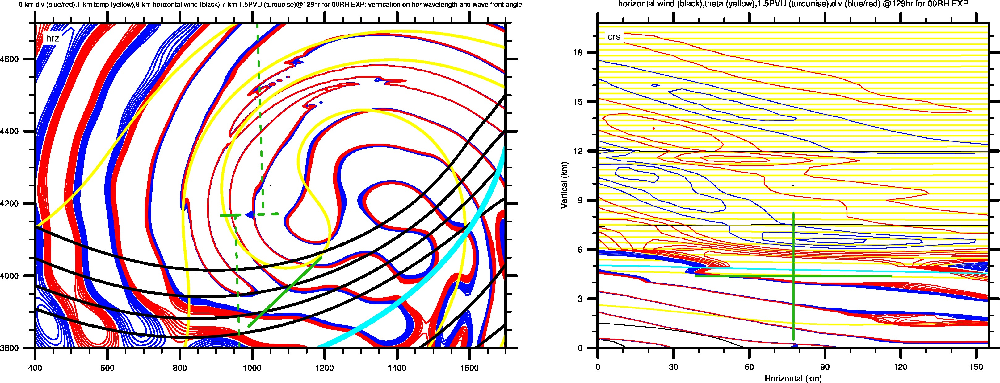 0-km div (blue/red),1-km temp (yellow),8-km horizontal wind (black),7-km 1.5PVU (turquoise)@129hr for 00RH EXP: verification on hor wavelength and wave front angle
hrz
4600
4400
4200
4000
3800
400 600 800 1000 1200 1400 1600
horizontal wind (black),theta (yellow),1.5PVU (turquoise),div (blue/red) @129hr for 00RH EXP
crs
Vertical (km)
18
15
12
9
6
3
0
0 30 60 90 120 150
Horizontal (km)